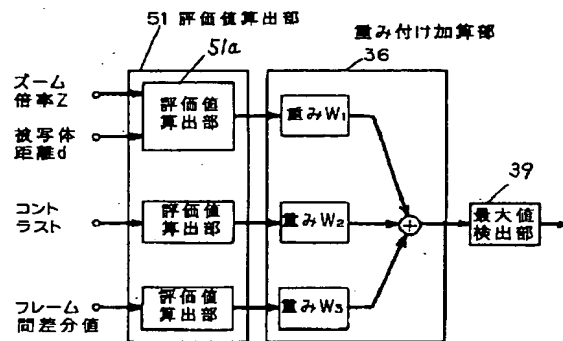 51 評価値算出部
51a
重み付け加算部
36
ズーム
倍率Z
被写体
距離d
評価値
算出部
重みW1
39
コント
ラスト
評価値
算出部
重みW2
+
最大値
検出部
フレーム
間差分値
評価値
算出部
重みW3